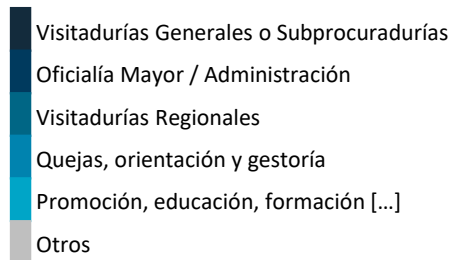 Visitadurías Generales o Subprocuradurías
Oficialía Mayor / Administración
Visitadurías Regionales
Quejas, orientación y gestoría
Promoción, educación, formación […]
Otros